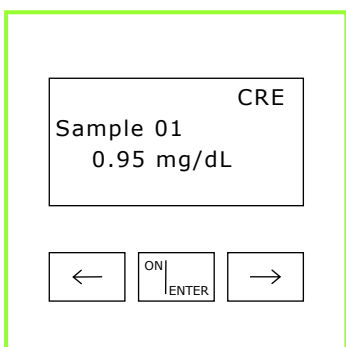 CRE
Sample 01
0.95 mg/dL
← ON ENTER →